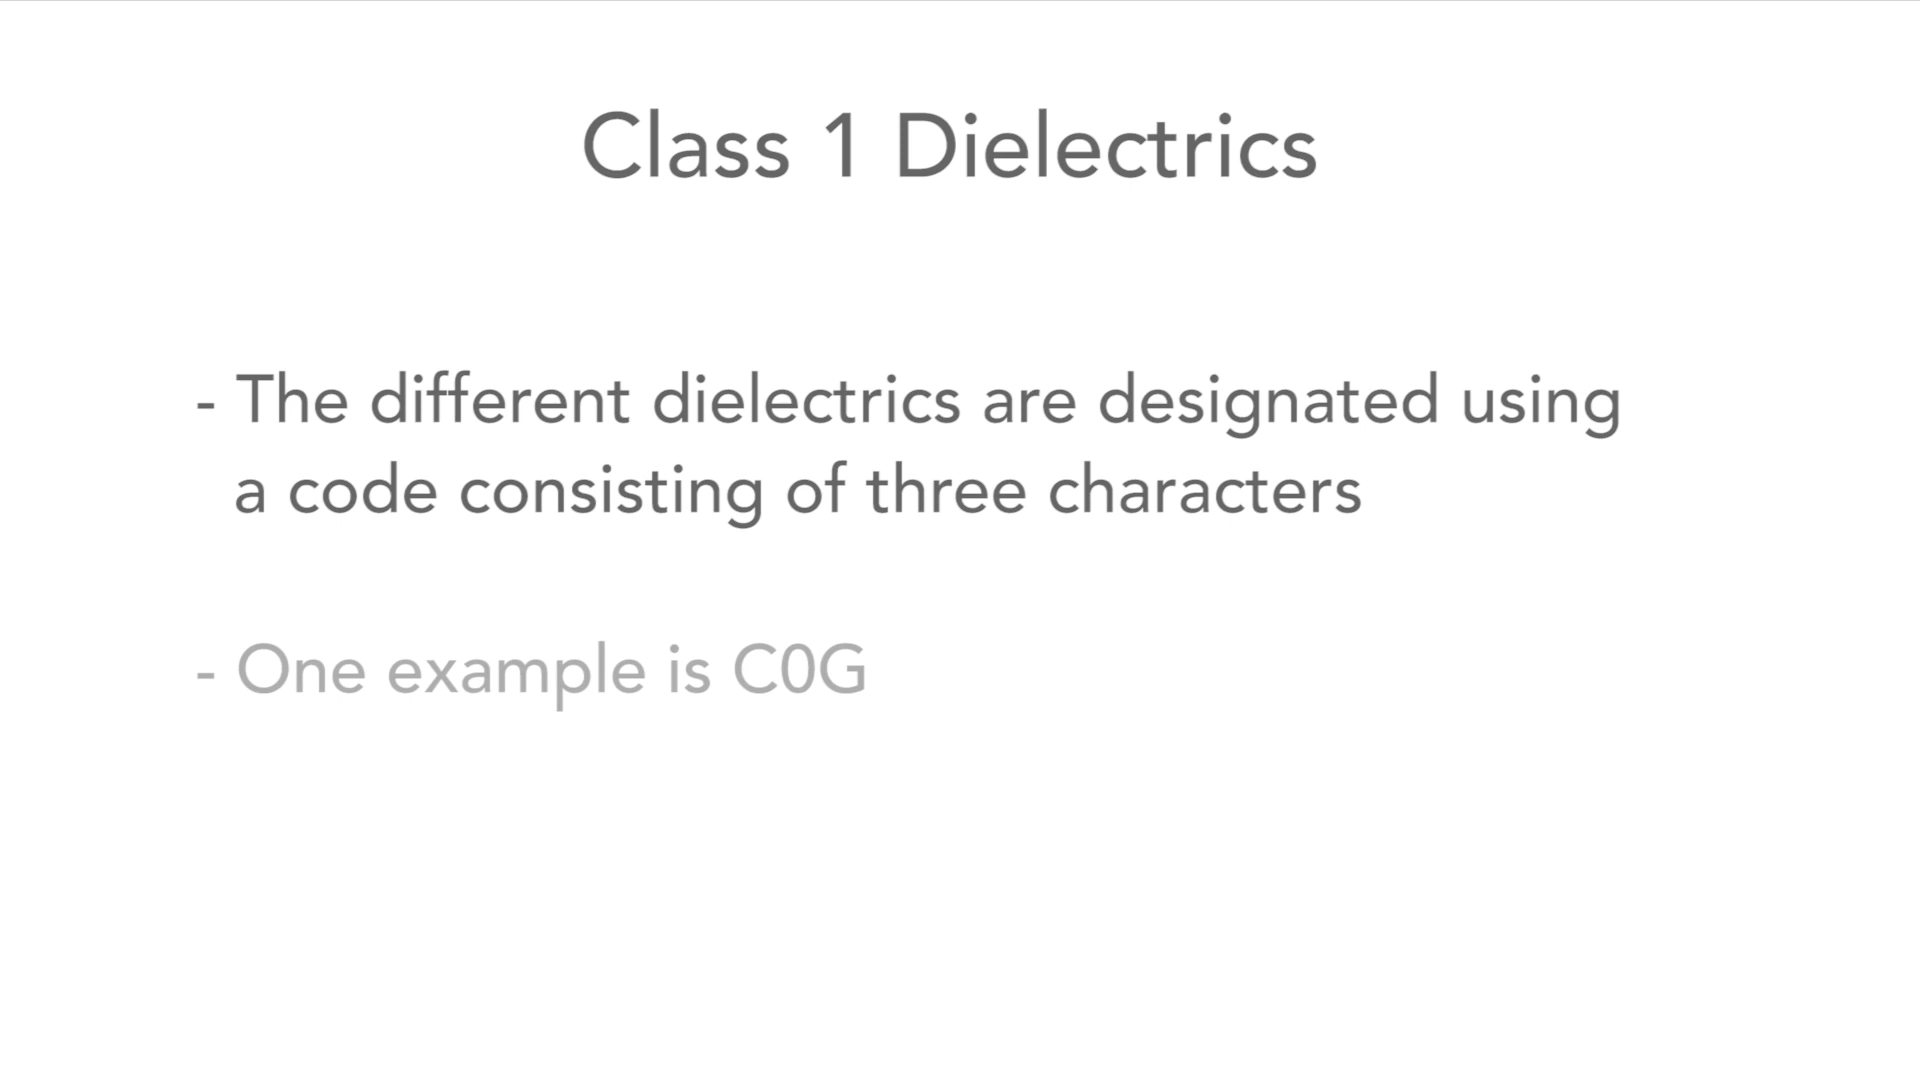 Class 1 Dielectrics
- The different dielectrics are designated using
a code consisting of three characters
- One example is C0G